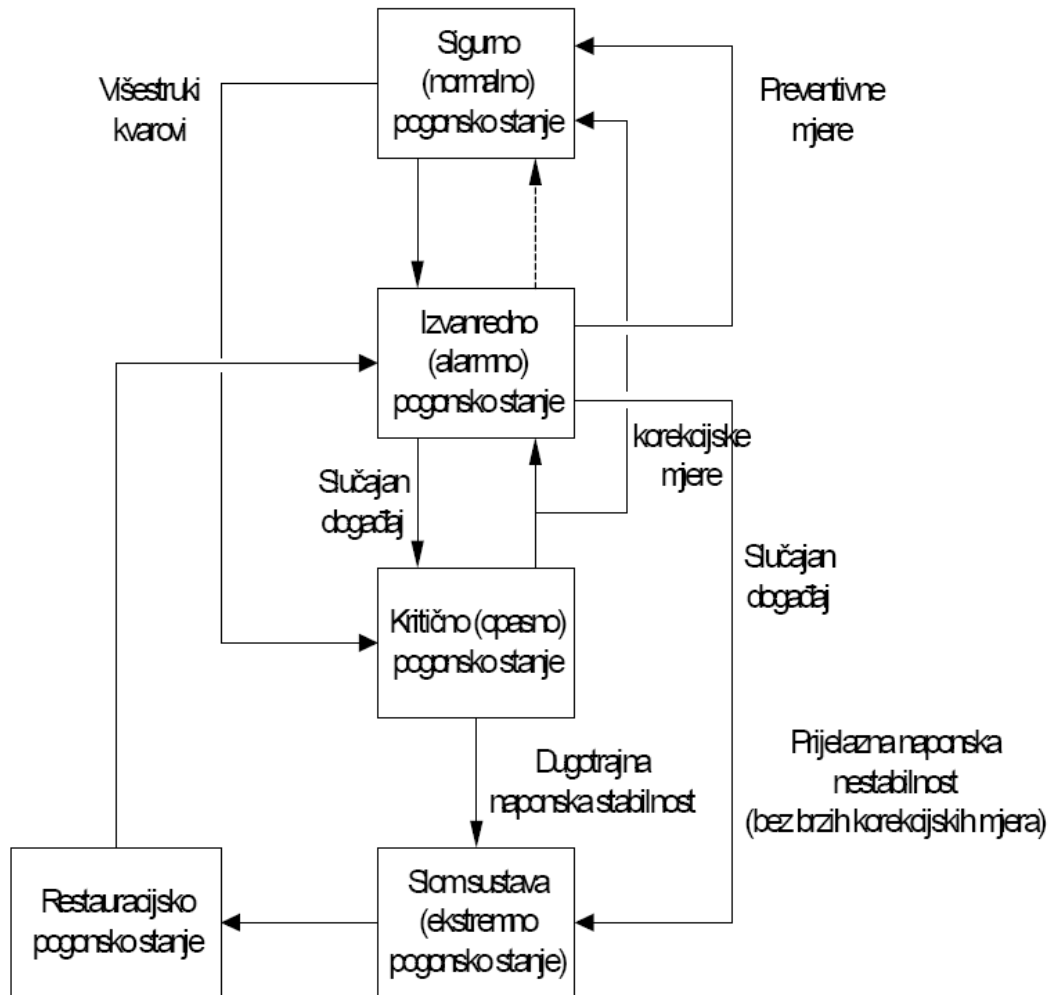 Sigurno
(normalno)
pogonsko stanje
Višestruki
kvarovi
Preventivne
mjere
Izvanredno
(alarmno)
pogonsko stanje
korekcijske
mjere
Slučajan
događaj
Slučajan
događaj
Kritično (opasno)
pogonsko stanje
Prijelazna naponska
nestabilnost
(bez brzih korekcijskih mjera)
Dugotrajna
naponska stabilnost
Slom sustava
(ekstremno
pogonsko stanje)
Restauracijsko
pogonsko stanje